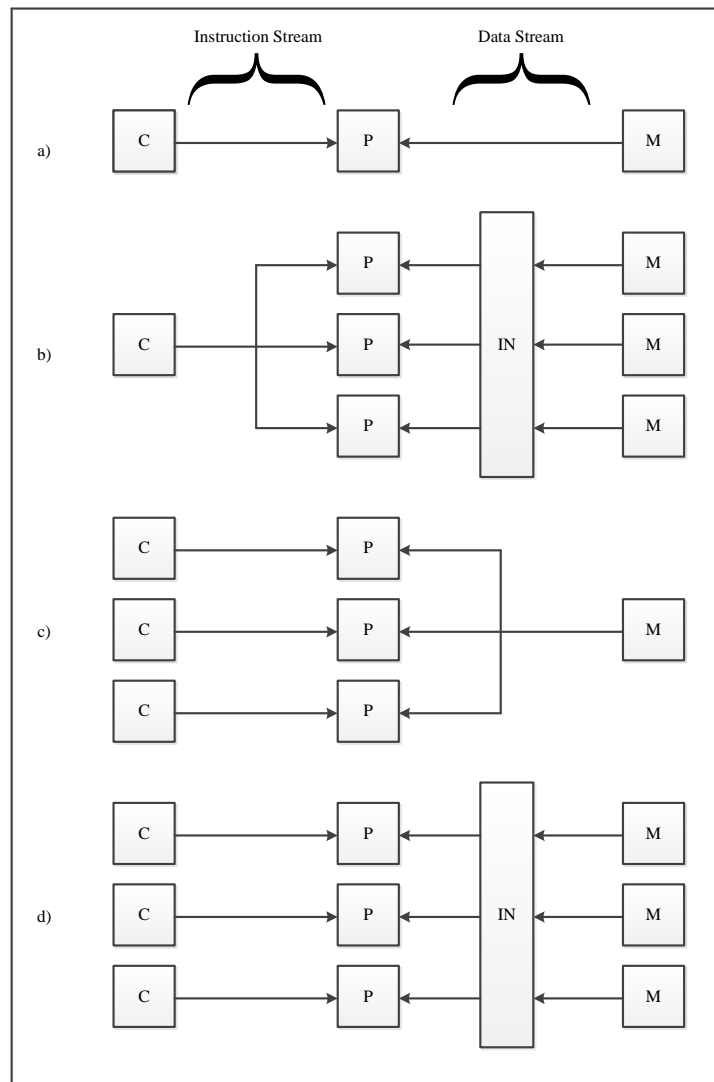 Instruction Stream Data Stream
a) C P M
P M
b) C P IN M
P M
C P
c) C P M
C P
C P M
d) C P IN M
C P M